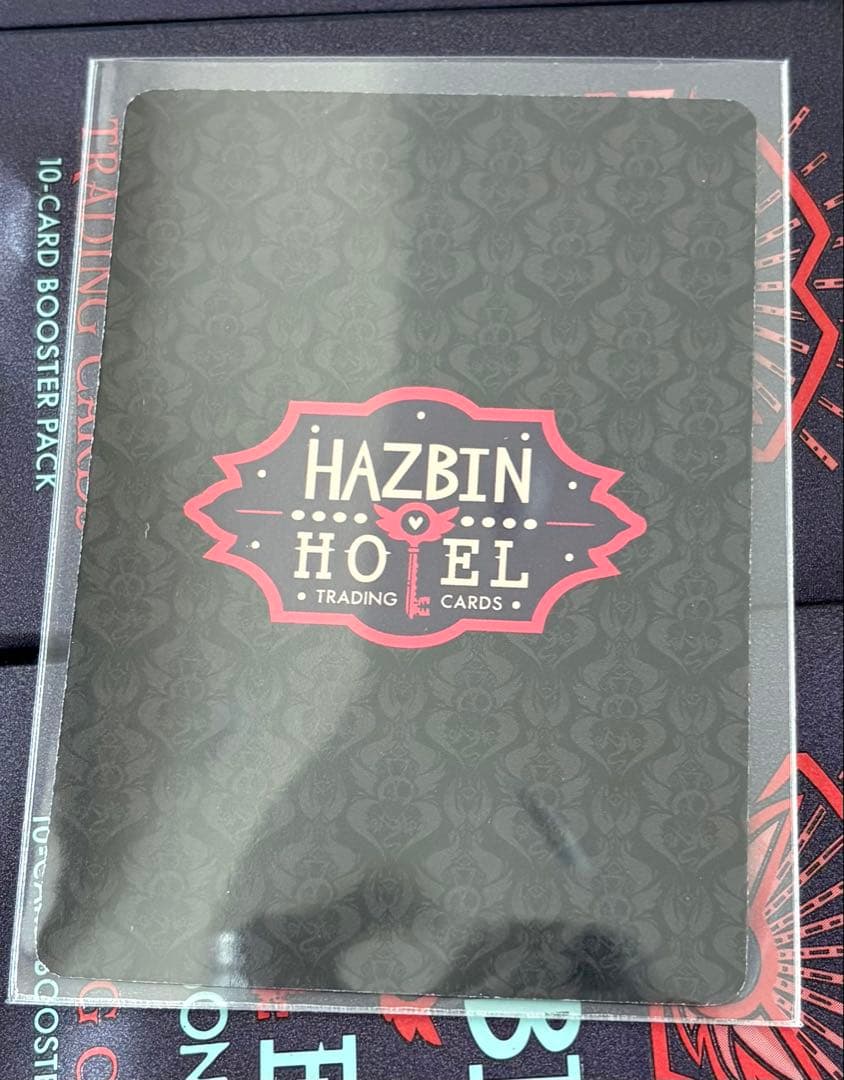 HAZBIN
HOTEL
• TRADING CARDS •
TRADING CARDS
10-CARD BOOSTER PACK